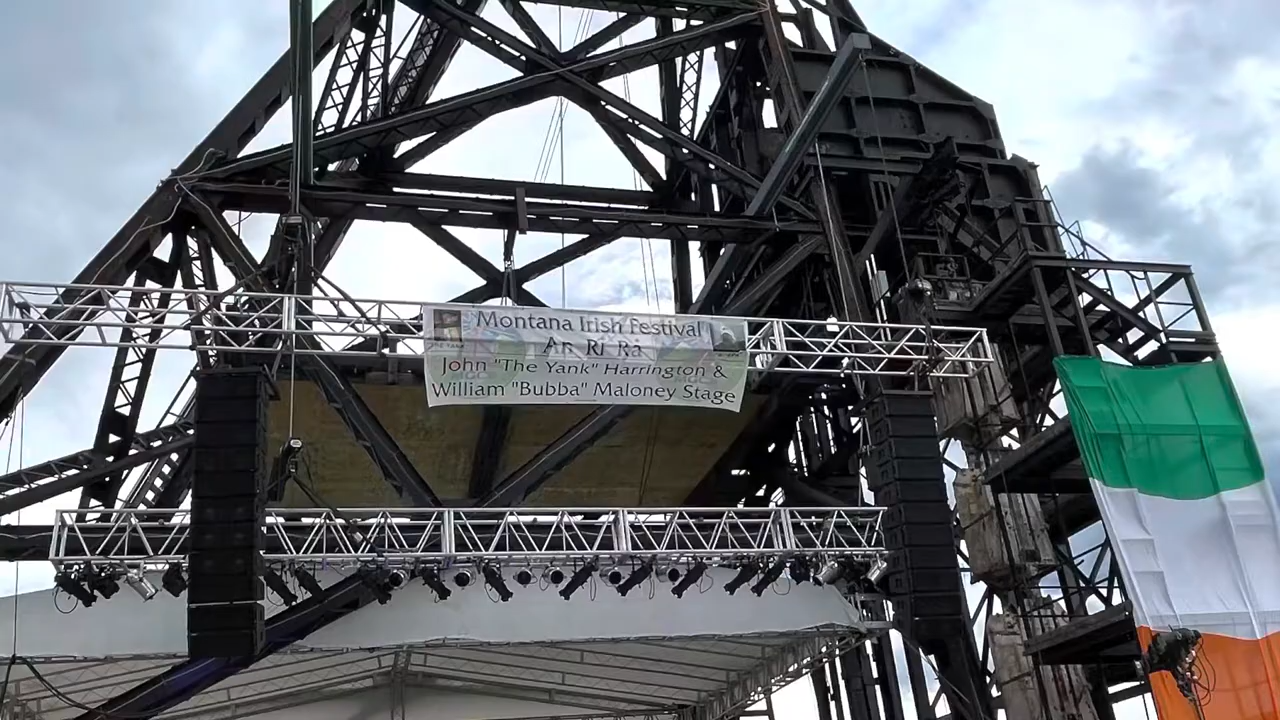 Montana Irish Festival
An Rí Rá
John "The Yank" Harrington &
William "Bubba" Maloney Stage